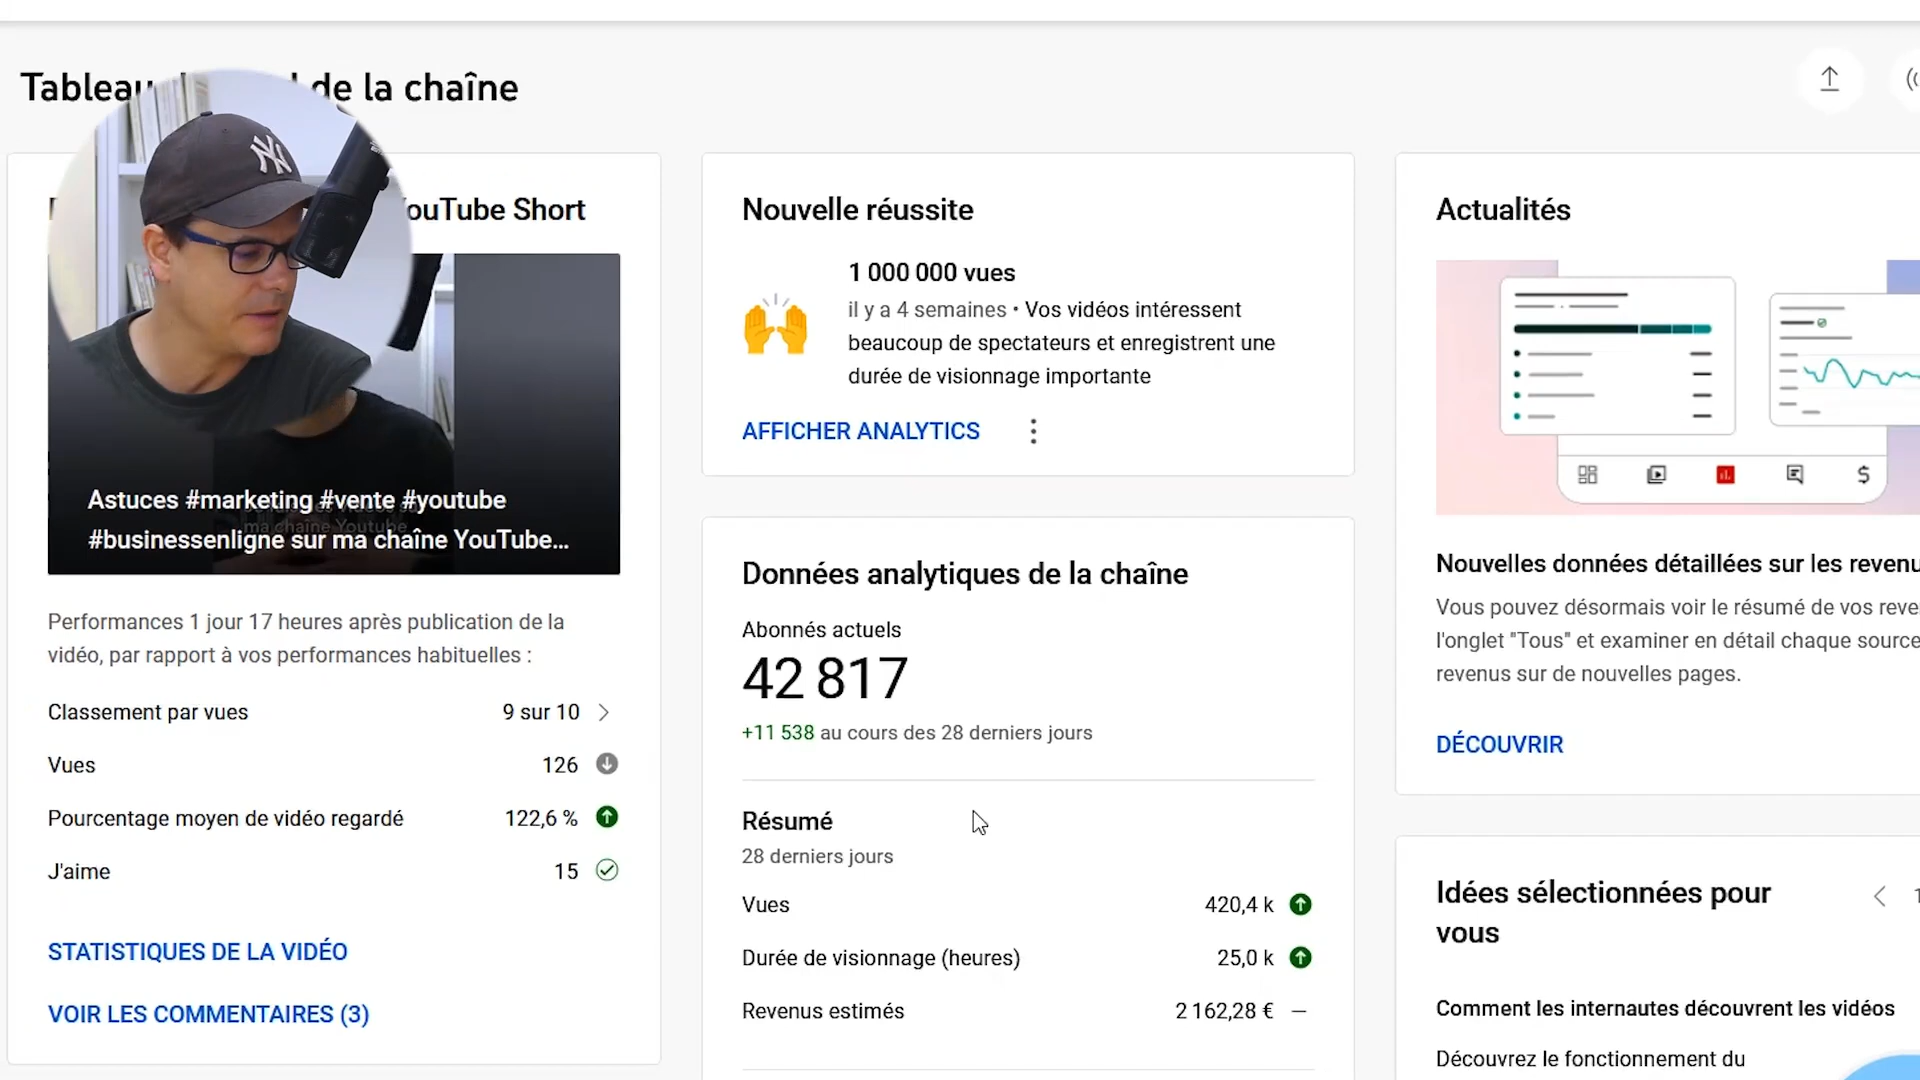 Tableau de la chaîne
NY
YouTube Short
Astuces #marketing #vente #youtube
ma chaîne Youtube
#businessenligne sur ma chaîne YouTube...
Performances 1 jour 17 heures après publication de la
vidéo, par rapport à vos performances habituelles :
Classement par vues 9 sur 10
Vues 126
Pourcentage moyen de vidéo regardé 122,6 %
J'aime 15
STATISTIQUES DE LA VIDÉO
VOIR LES COMMENTAIRES (3)
Nouvelle réussite
1 000 000 vues
il y a 4 semaines • Vos vidéos intéressent
beaucoup de spectateurs et enregistrent une
durée de visionnage importante
AFFICHER ANALYTICS
Données analytiques de la chaîne
Abonnés actuels
42 817
+11 538 au cours des 28 derniers jours
Résumé
28 derniers jours
Vues 420,4 k
Durée de visionnage (heures) 25,0 k
Revenus estimés 2 162,28 € —
Actualités
$
Nouvelles données détaillées sur les revenu
Vous pouvez désormais voir le résumé de vos reve
l'onglet "Tous" et examiner en détail chaque source
revenus sur de nouvelles pages.
DÉCOUVRIR
Idées sélectionnées pour
vous
Comment les internautes découvrent les vidéos
Découvrez le fonctionnement du